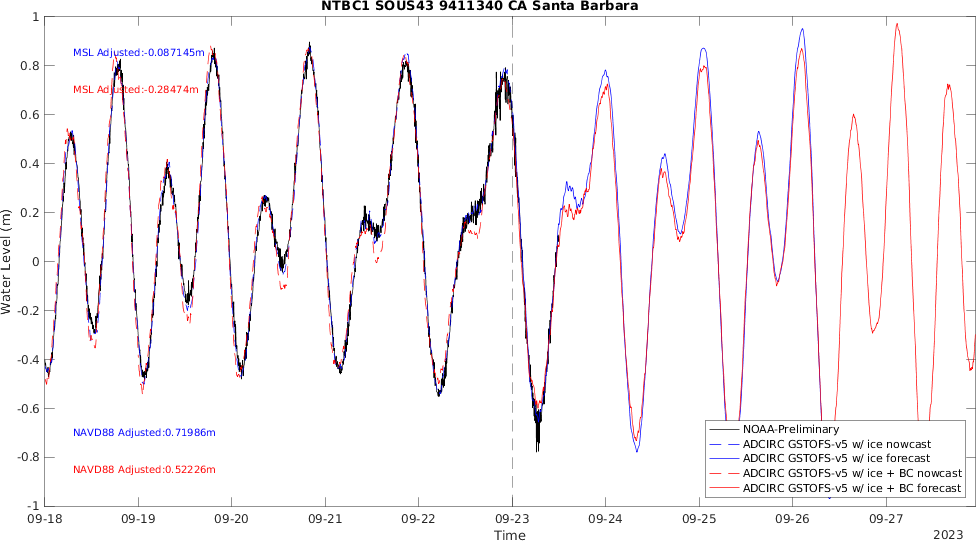 NTBC1 SOUS43 9411340 CA Santa Barbara
MSL Adjusted:-0.087145m
MSL Adjusted:-0.28474m
NAVD88 Adjusted:0.71986m
NAVD88 Adjusted:0.52226m
Water Level (m)
1
0.8
0.6
0.4
0.2
0
-0.2
-0.4
-0.6
-0.8
-1
NOAA-Preliminary
ADCIRC GSTOFS-v5 w/ ice nowcast
ADCIRC GSTOFS-v5 w/ ice forecast
ADCIRC GSTOFS-v5 w/ ice + BC nowcast
ADCIRC GSTOFS-v5 w/ ice + BC forecast
09-18 09-19 09-20 09-21 09-22 09-23 09-24 09-25 09-26 09-27
Time
2023